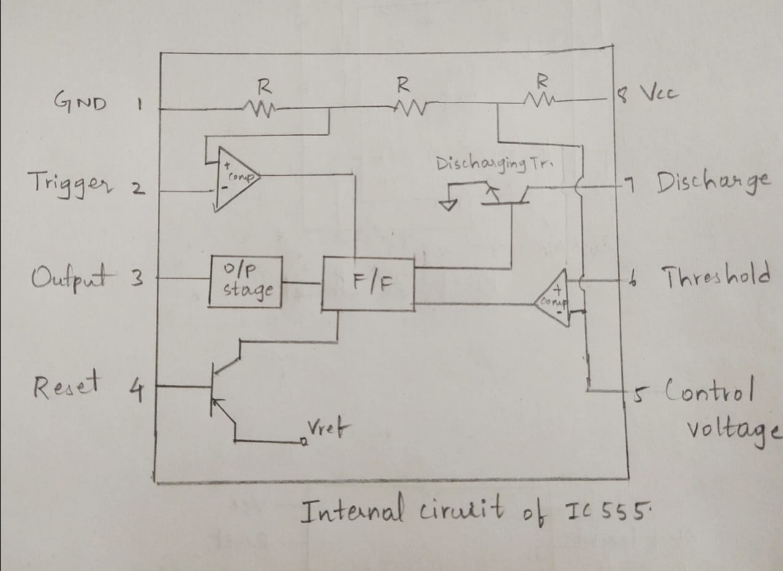 R R R
GND 1 8 Vcc
Discharging Tr.
+
comp
-
Trigger 2 7 Discharge
Output 3 O/P
stage F/F +
comp
- 6 Threshold
Reset 4 5 Control
voltage
Vref
Internal circuit of IC 555.